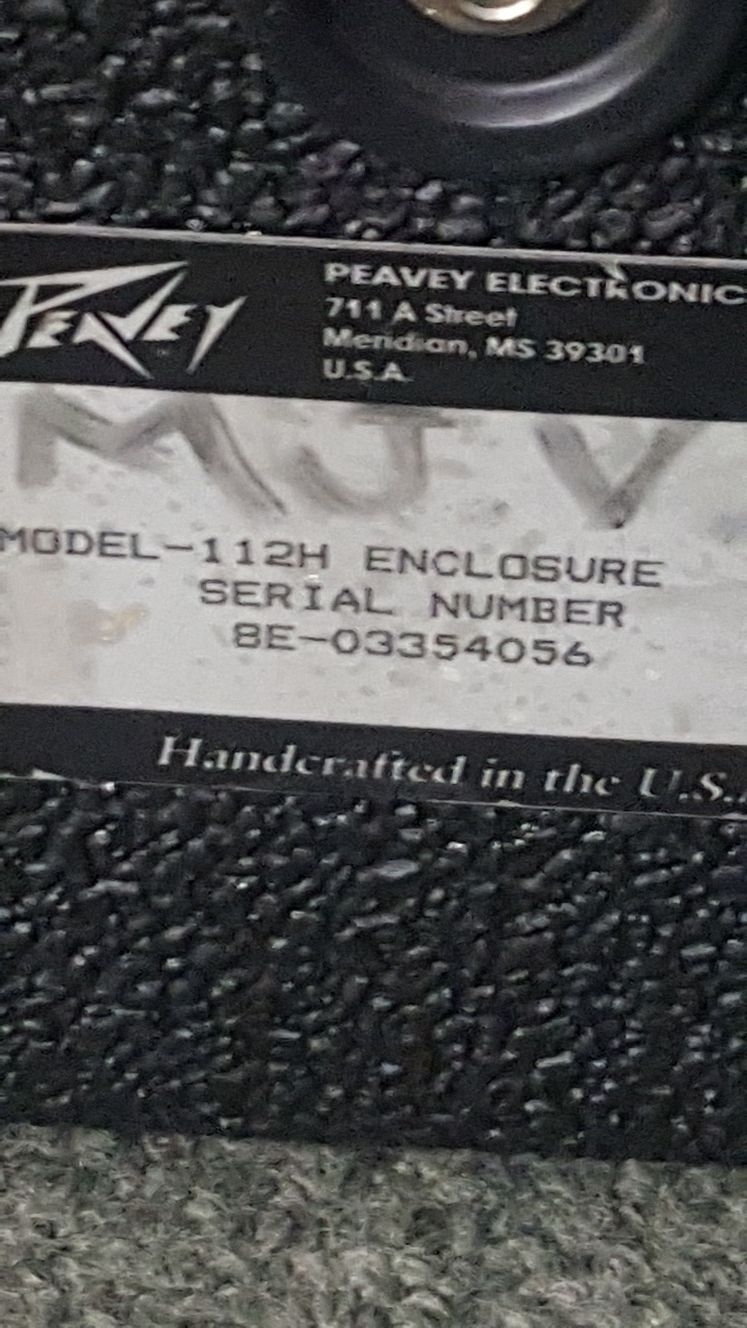 PEAVEY
PEAVEY ELECTRONIC
711 A Street
Meridian, MS 39301
U.S.A.
MJV
MODEL-112H ENCLOSURE
SERIAL NUMBER
8E-03354056
Handcrafted in the U.S.A.